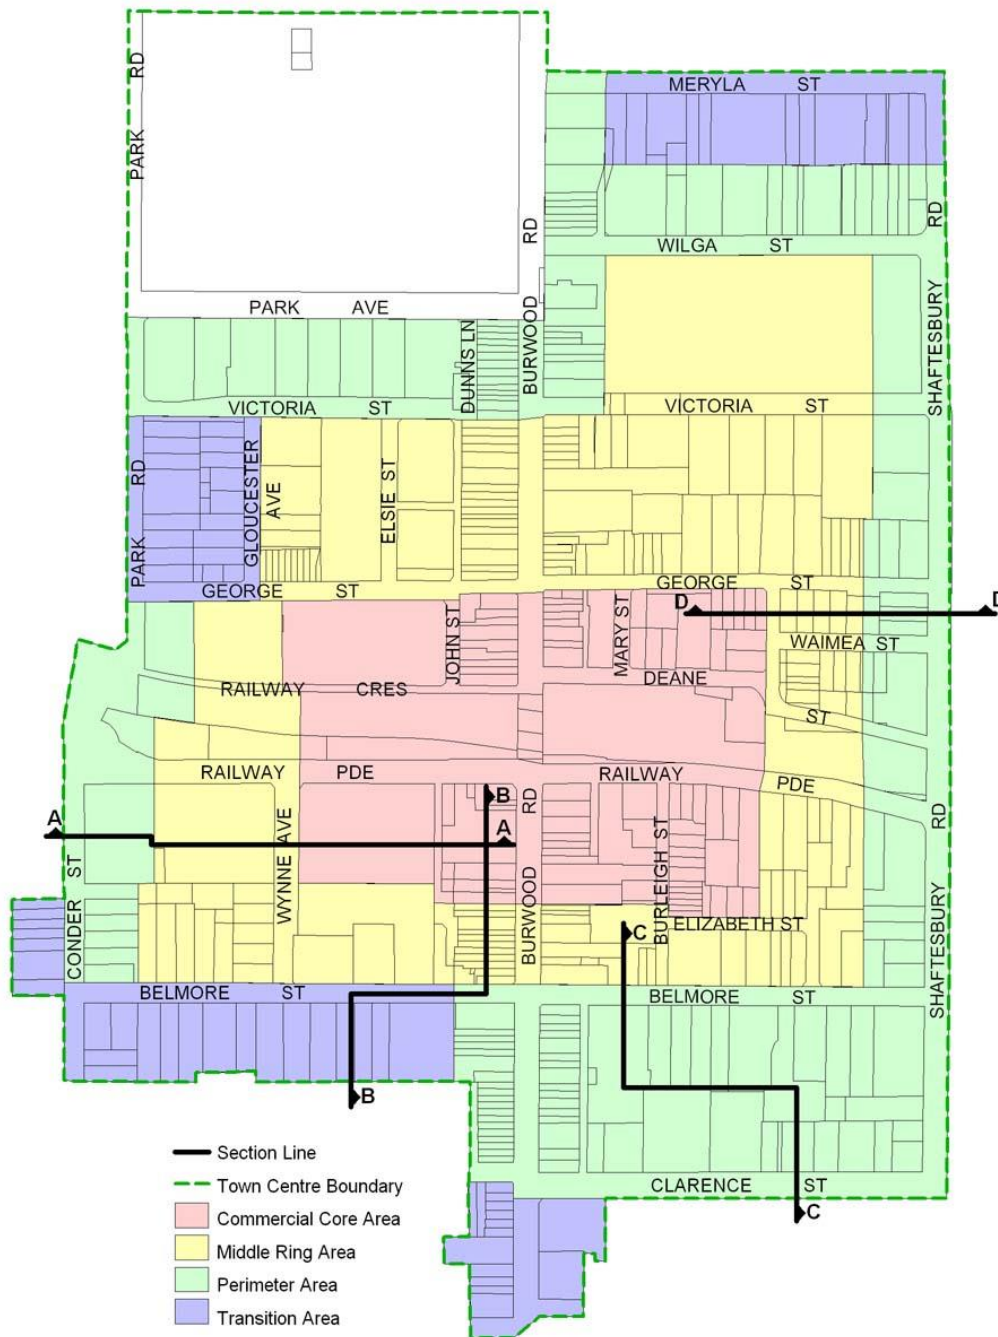 PARK RD
MERYLA ST
RD
RD
WILGA ST
PARK AVE
DUNNS LN
BURWOOD
SHAFTESBURY
VICTORIA ST
VICTORIA ST
PARK RD
GLOUCESTER AVE
ELSIE ST
GEORGE ST
GEORGE ST
D
D
JOHN ST
MARY ST
WAIMEA ST
RAILWAY CRES
DEANE ST
RAILWAY PDE
RAILWAY PDE
B
A
A
RD
RD
CONDER ST
WYNNE AVE
BURWOOD
BURLEIGH ST
ELIZABETH ST
C
SHAFTESBURY
BELMORE ST
BELMORE ST
B
CLARENCE ST
C
Section Line
Town Centre Boundary
Commercial Core Area
Middle Ring Area
Perimeter Area
Transition Area